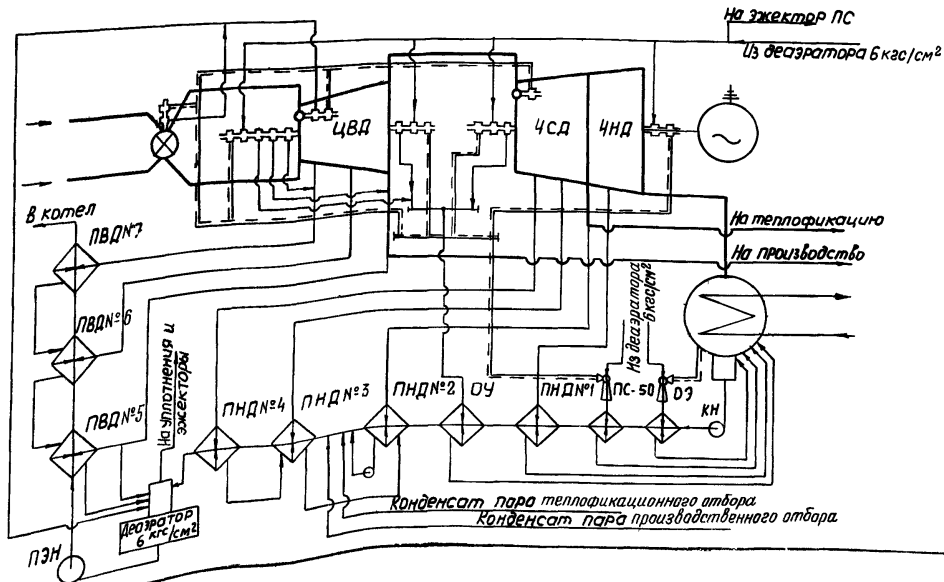 На эжектор ПС
Из деаэратора 6 кгс/см²
ЦВД
ЧСД
ЧНД
В котел
ПВД№7
На теплофикацию
На производство
ПВД№6
Из деаэратора
6кгс/см²
На уплотнения и
эжекторы
ПВД№5
ПНД№4
ПНД№3
ПНД№2
ОУ
ПНД№1
ПС-50
ОЭ
КН
Конденсат пара теплофикационного отбора
Конденсат пара производственного отбора
Деаэратор
6 кгс/см²
ПЭН